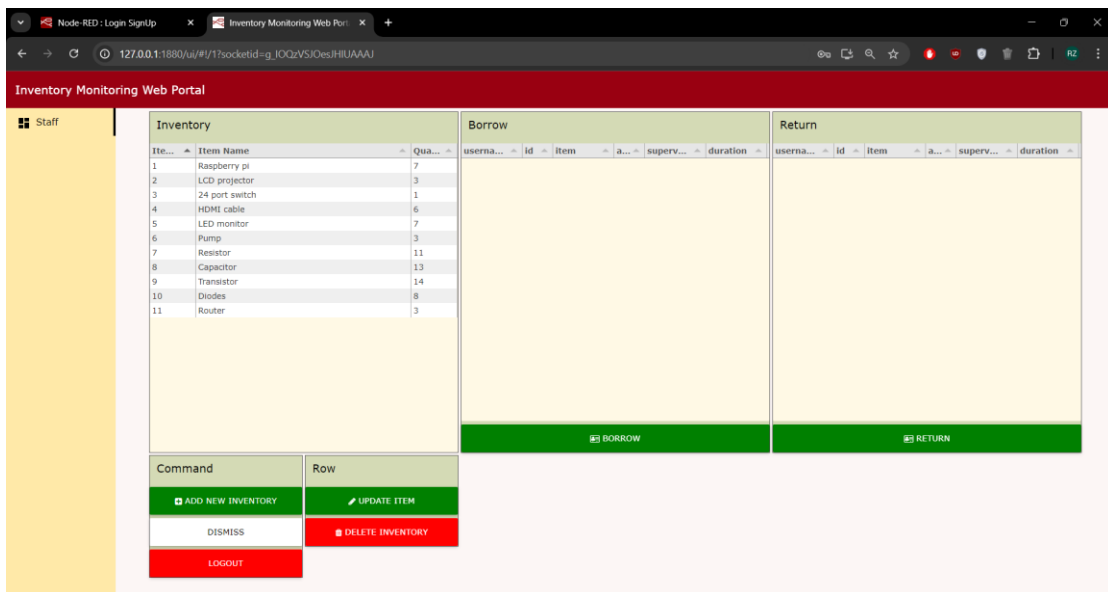 Node-RED : Login SignUp
Inventory Monitoring Web Port
127.0.0.1:1880/ui/#!/1?socketid=g_IOQzVSJOesJHIUAAAJ
RZ
Inventory Monitoring Web Portal
Staff
Inventory
Ite... Item Name Qua...
1 Raspberry pi 7
2 LCD projector 3
3 24 port switch 1
4 HDMI cable 6
5 LED monitor 7
6 Pump 3
7 Resistor 11
8 Capacitor 13
9 Transistor 14
10 Diodes 8
11 Router 3
Borrow
userna... id item a... superv... duration
BORROW
Return
userna... id item a... superv... duration
RETURN
Command
ADD NEW INVENTORY
DISMISS
LOGOUT
Row
UPDATE ITEM
DELETE INVENTORY